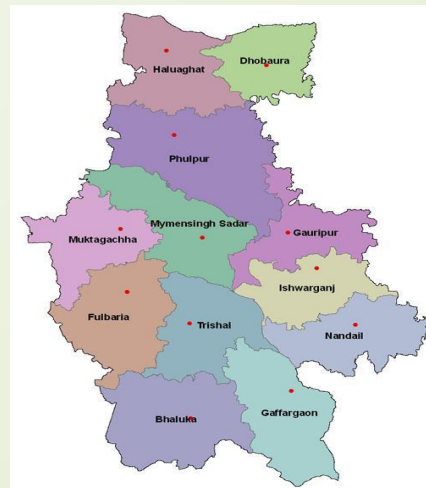 Haluaghat
Dhobaura
Phulpur
Mymensingh Sadar
Muktagachha
Gauripur
Ishwarganj
Fulbaria
Trishal
Nandail
Bhaluka
Gaffargaon